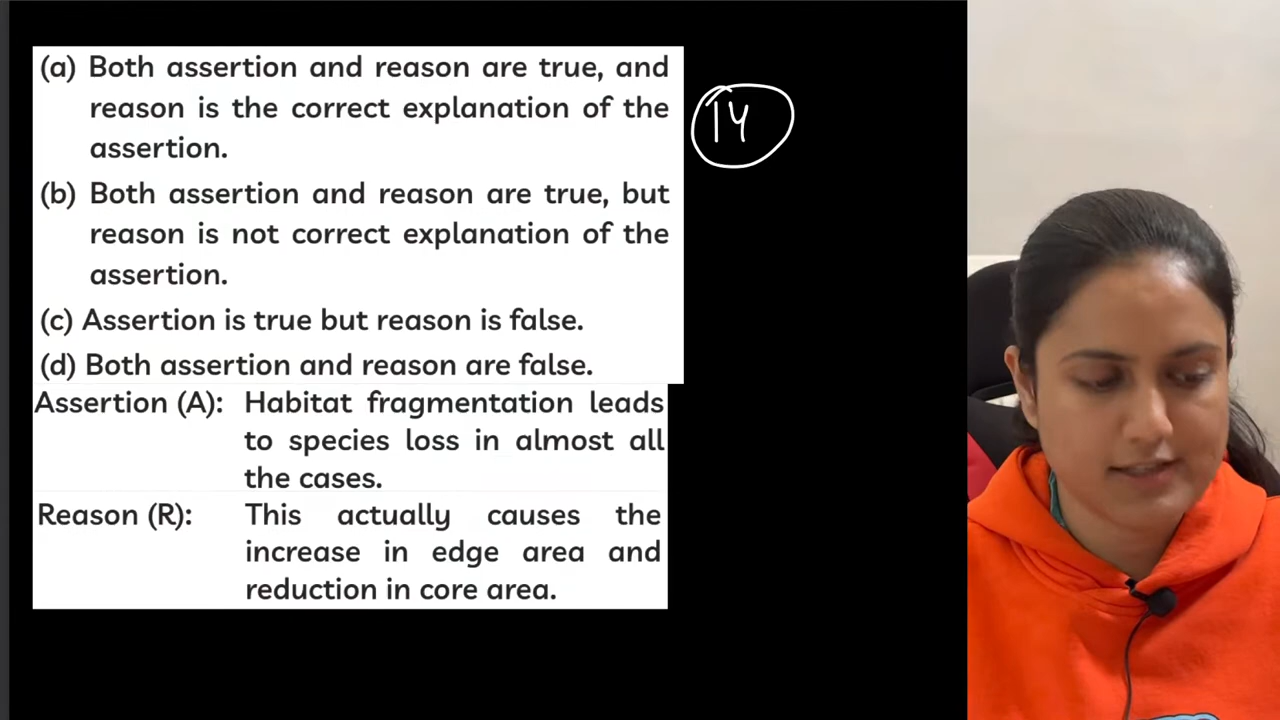 (a) Both assertion and reason are true, and
reason is the correct explanation of the
assertion.
14
(b) Both assertion and reason are true, but
reason is not correct explanation of the
assertion.
(c) Assertion is true but reason is false.
(d) Both assertion and reason are false.
Assertion (A): Habitat fragmentation leads
to species loss in almost all
the cases.
Reason (R): This actually causes the
increase in edge area and
reduction in core area.